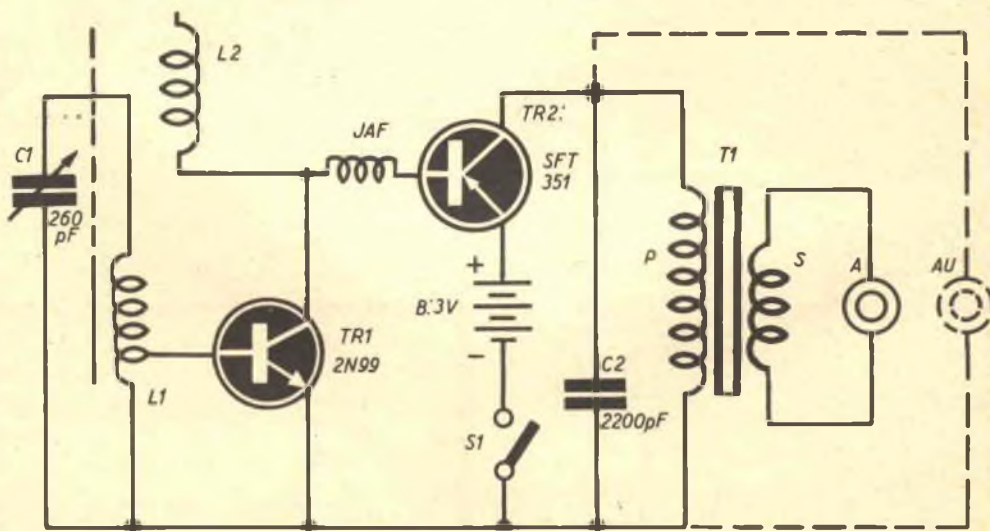 L2
C1
260
pF
L1
JAF
TR1
2N99
TR2:
SFT
351
+
B:3V
−
S1
C2
2200pF
P
T1
S
A
AU